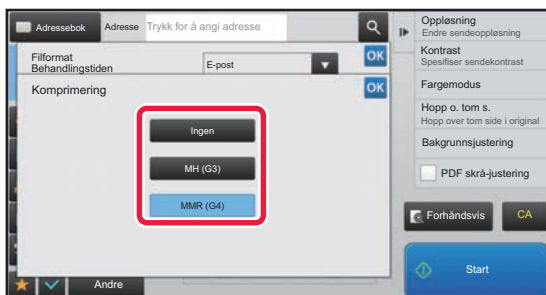 Adressebok
Adresse
Trykk for å angi adresse
Filformat
Behandlingstiden
E-post
OK
Komprimering
OK
Ingen
MH (G3)
MMR (G4)
Andre
Oppløsning
Endre sendeoppløsning
Kontrast
Spesifiser sendekontrast
Fargemodus
Hopp o. tom s.
Hopp over tom side i original
Bakgrunnsjustering
PDF skrå-justering
Forhåndsvis
CA
Start